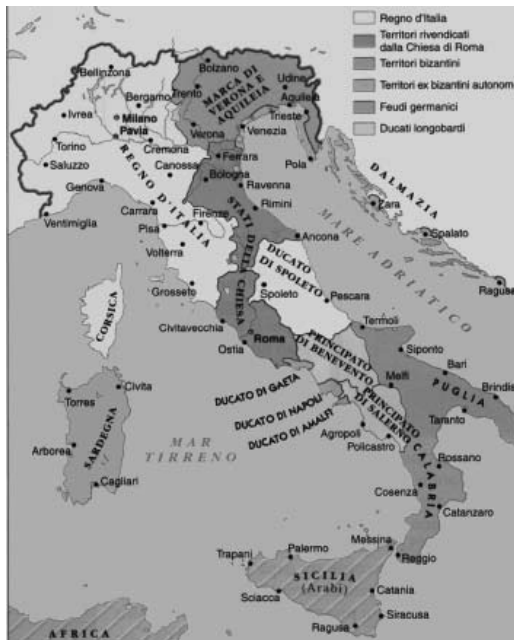 Regno d'Italia
Territori rivendicati
dalla Chiesa di Roma
Territori bizantini
Territori ex bizantini autonomi
Feudi germanici
Ducati longobardi
Bellinzona
Bolzano
Trento
MARCA DI
VERONA E
AQUILEIA
Udine
Aquileia
Trieste
Ivrea
Bergamo
Milano
Pavia
Verona
Venezia
Torino
Cremona
Saluzzo
Canossa
Ferrara
Pola
Genova
Bologna
Ravenna
REGNO D'ITALIA
DALMAZIA
Zara
Ventimiglia
Carrara
Firenze
Rimini
Pisa
STATI DELLA CHIESA
Spalato
Volterra
Ancona
MARE ADRIATICO
DUCATO
DI SPOLETO
Ragusa
Grosseto
Spoleto
Pescara
CORSICA
Civitavecchia
Termoli
Roma
Ostia
PRINCIPATO
DI BENEVENTO
Siponto
Bari
Melfi
PUGLIA
Brindisi
Civita
Torres
DUCATO DI GAETA
DUCATO DI NAPOLI
DUCATO DI AMALFI
PRINCIPATO
DI SALERNO
Taranto
Agropoli
Policastro
SARDEGNA
Arborea
MAR
TIRRENO
CALABRIA
Rossano
Cagliari
Cosenza
Catanzaro
Messina
Reggio
Trapani
Palermo
SICILIA
(Arabi)
Sciacca
Catania
Siracusa
Ragusa
AFRICA